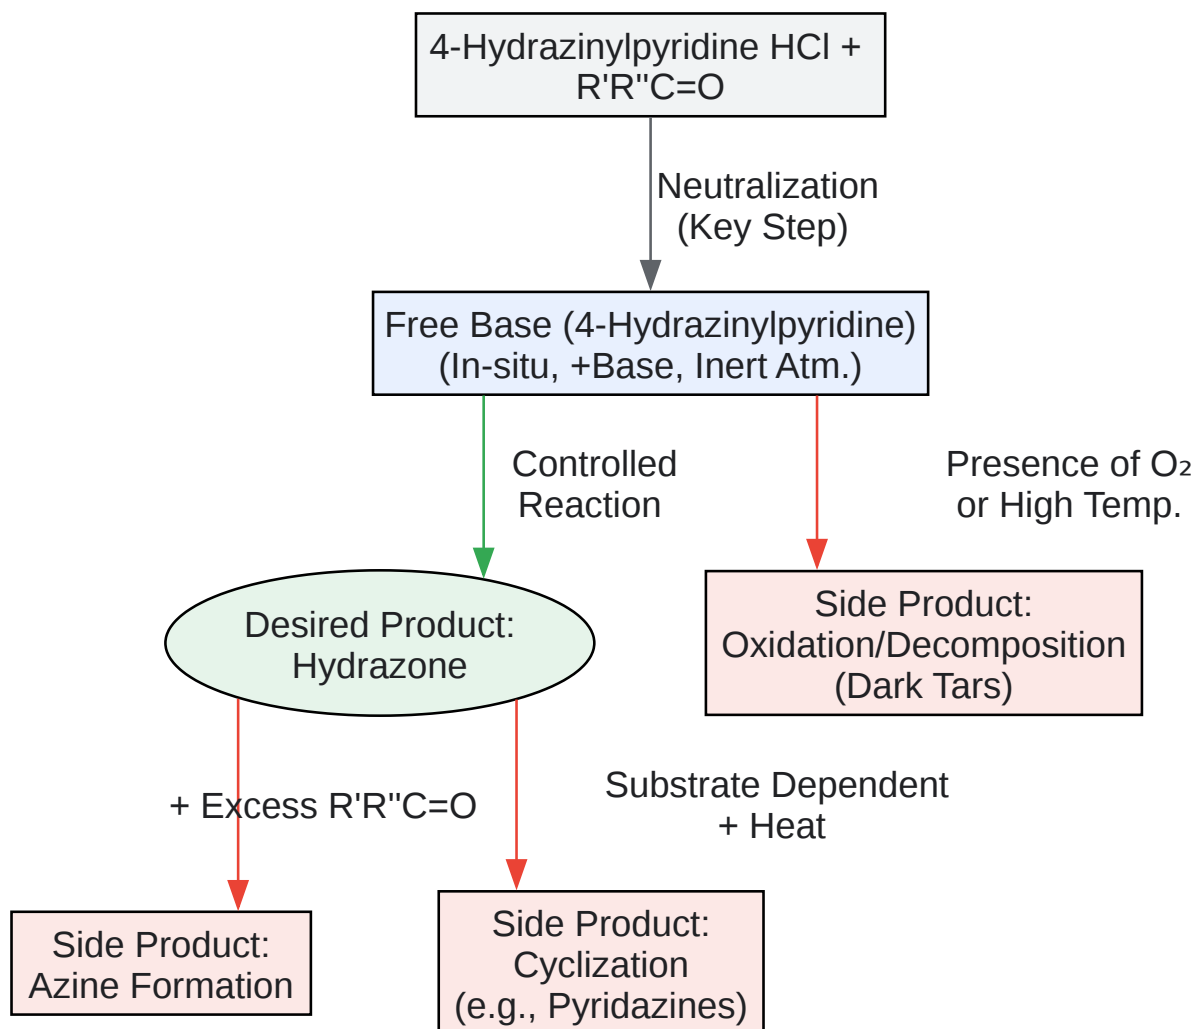 4-Hydrazinylpyridine HCl +
R'R''C=O
Neutralization
(Key Step)
Free Base (4-Hydrazinylpyridine)
(In-situ, +Base, Inert Atm.)
Controlled
Reaction
Presence of O₂
or High Temp.
Desired Product:
Hydrazone
Side Product:
Oxidation/Decomposition
(Dark Tars)
+ Excess R'R''C=O
Substrate Dependent
+ Heat
Side Product:
Azine Formation
Side Product:
Cyclization
(e.g., Pyridazines)